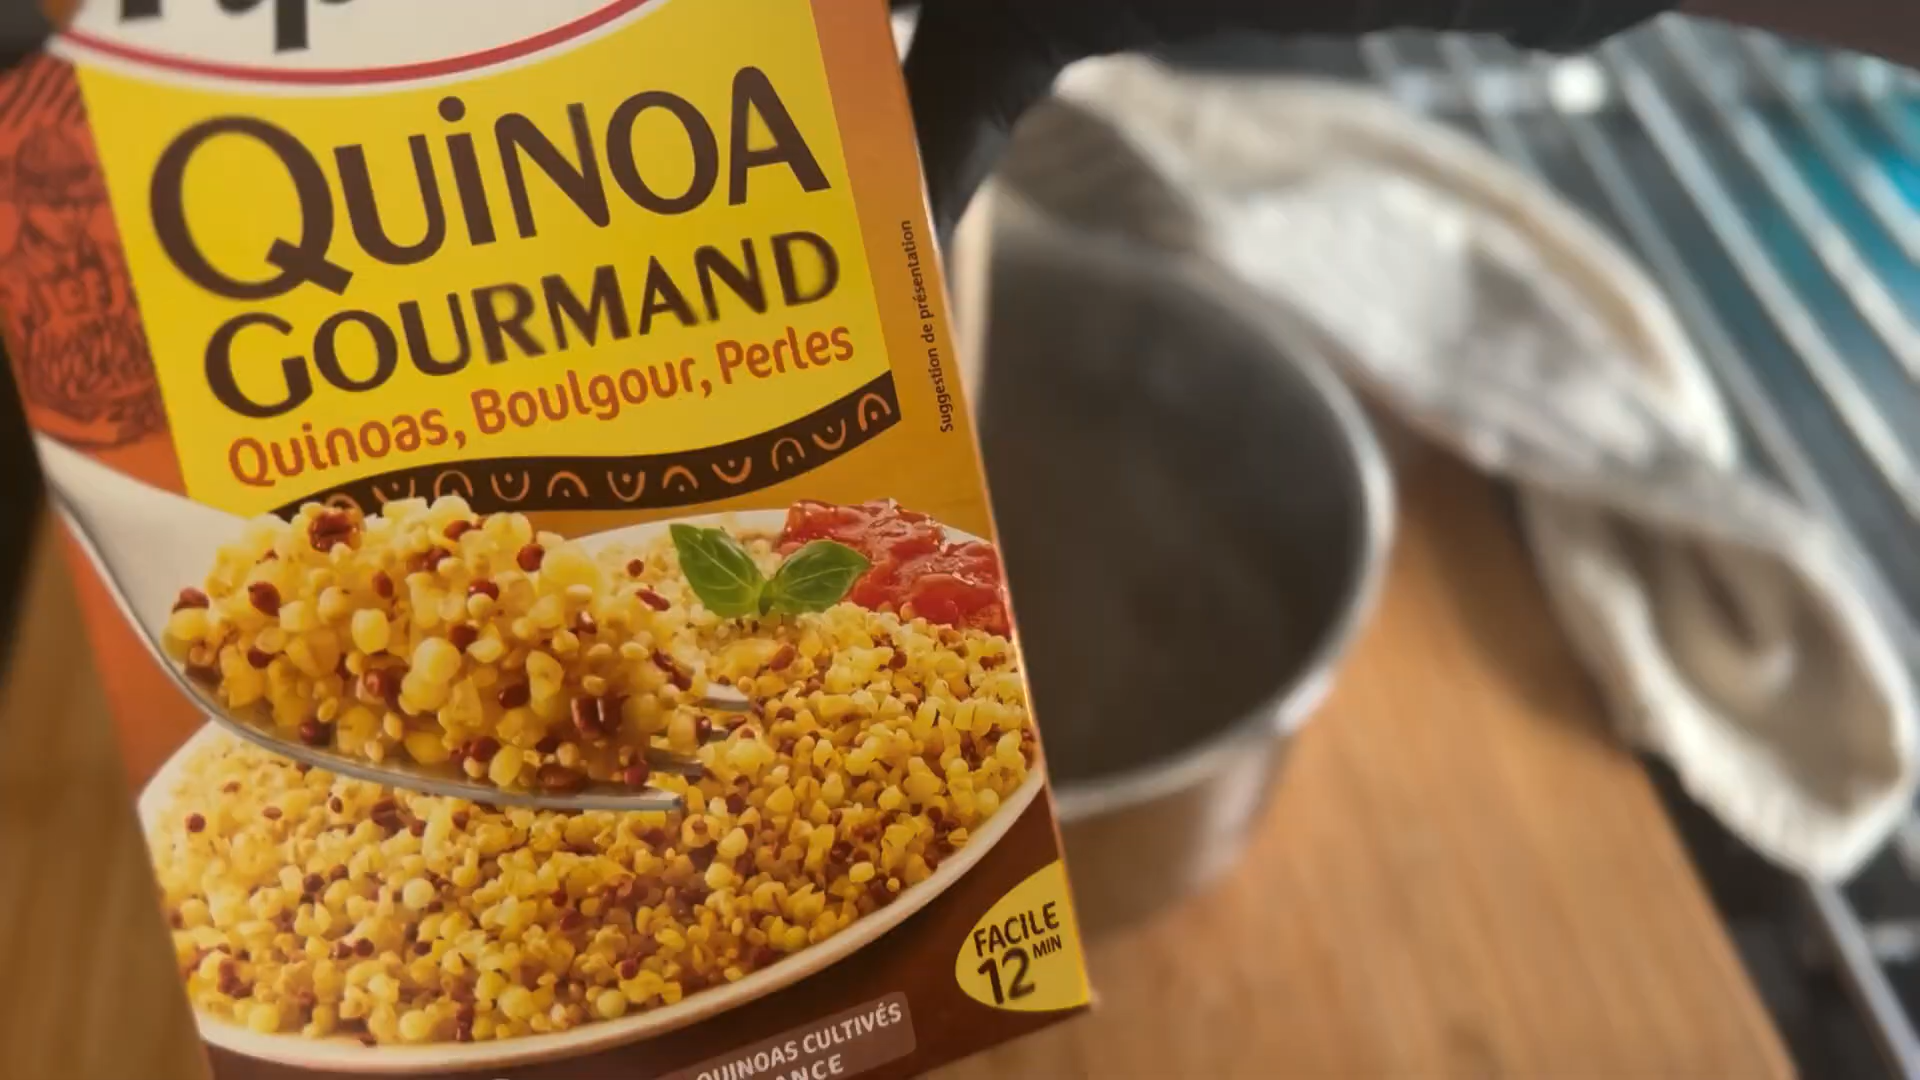 QUINOA
GOURMAND
Quinoas, Boulgour, Perles
Suggestion de présentation
FACILE
12 MIN
QUINOAS CULTIVÉS